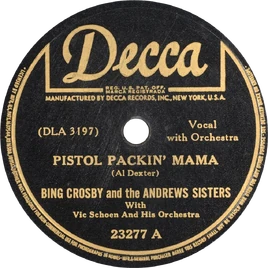 Decca
REG. U.S. PAT. OFF.
MARCA REGISTRADA
MANUFACTURED BY DECCA RECORDS, INC., NEW YORK, U.S.A.
(DLA 3197)
Vocal
with Orchestra
PISTOL PACKIN' MAMA
(Al Dexter)
BING CROSBY and the ANDREWS SISTERS
With
Vic Schoen And His Orchestra
23277 A